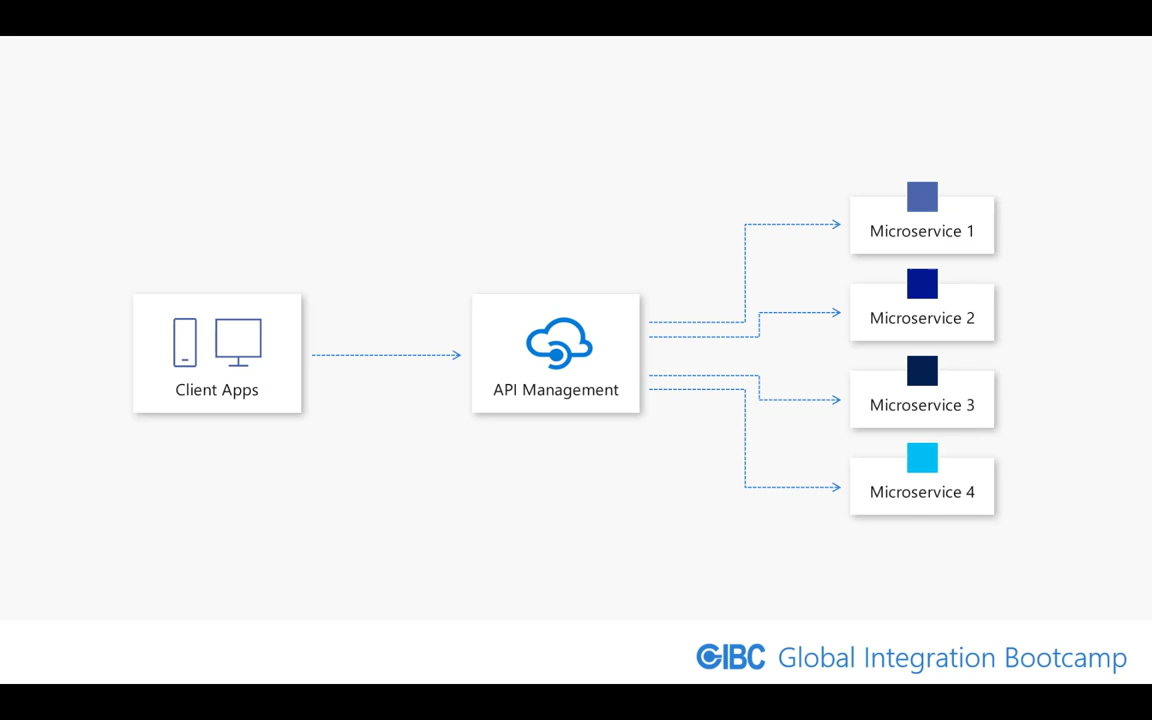 Client Apps
API Management
Microservice 1
Microservice 2
Microservice 3
Microservice 4
GIBC Global Integration Bootcamp